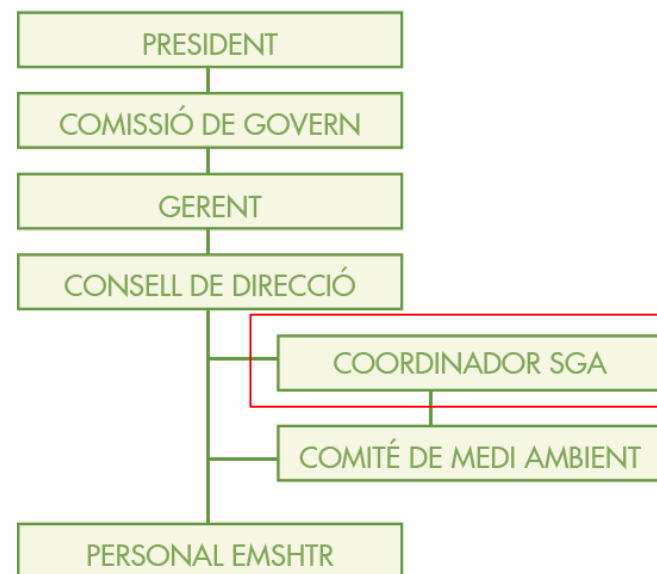 PRESIDENT
COMISSIÓ DE GOVERN
GERENT
CONSELL DE DIRECCIÓ
COORDINADOR SGA
COMITÉ DE MEDI AMBIENT
PERSONAL EMSHTR